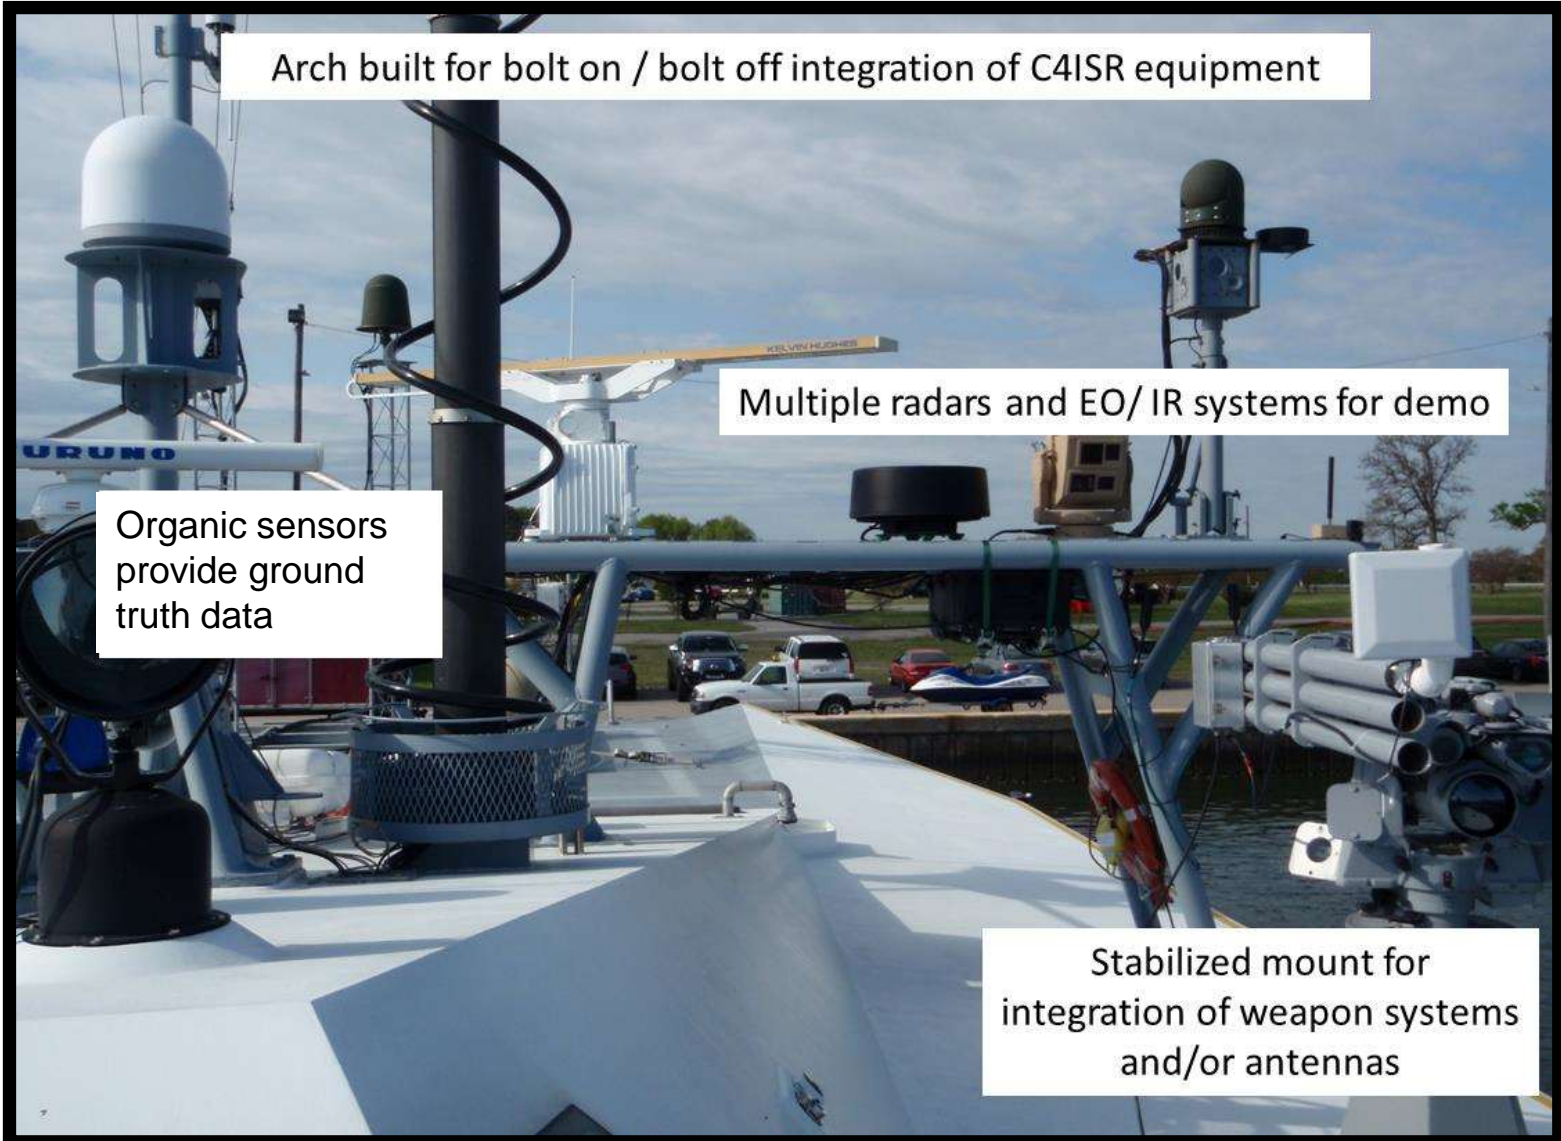 Arch built for bolt on / bolt off integration of C4ISR equipment
KELVIN HUGHES
Multiple radars and EO/ IR systems for demo
URUNO
Organic sensors
provide ground
truth data
Stabilized mount for
integration of weapon systems
and/or antennas